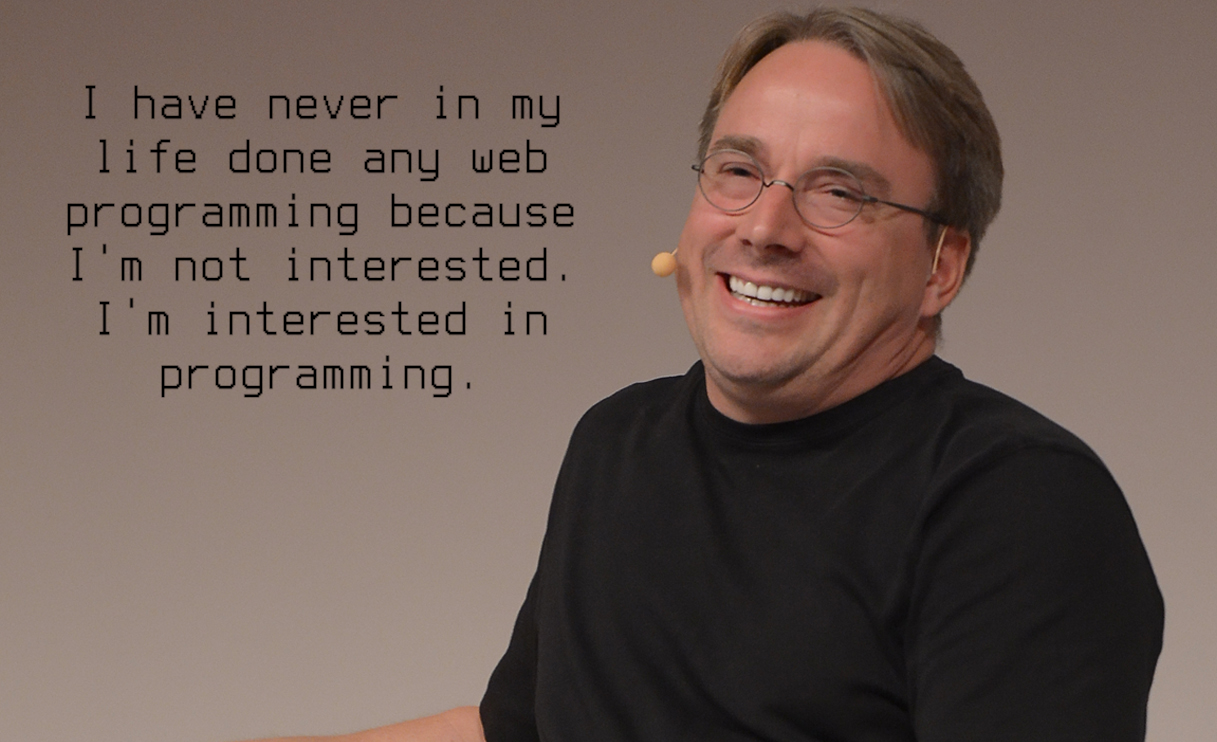 I have never in my
life done any web
programming because
I'm not interested.
I'm interested in
programming.